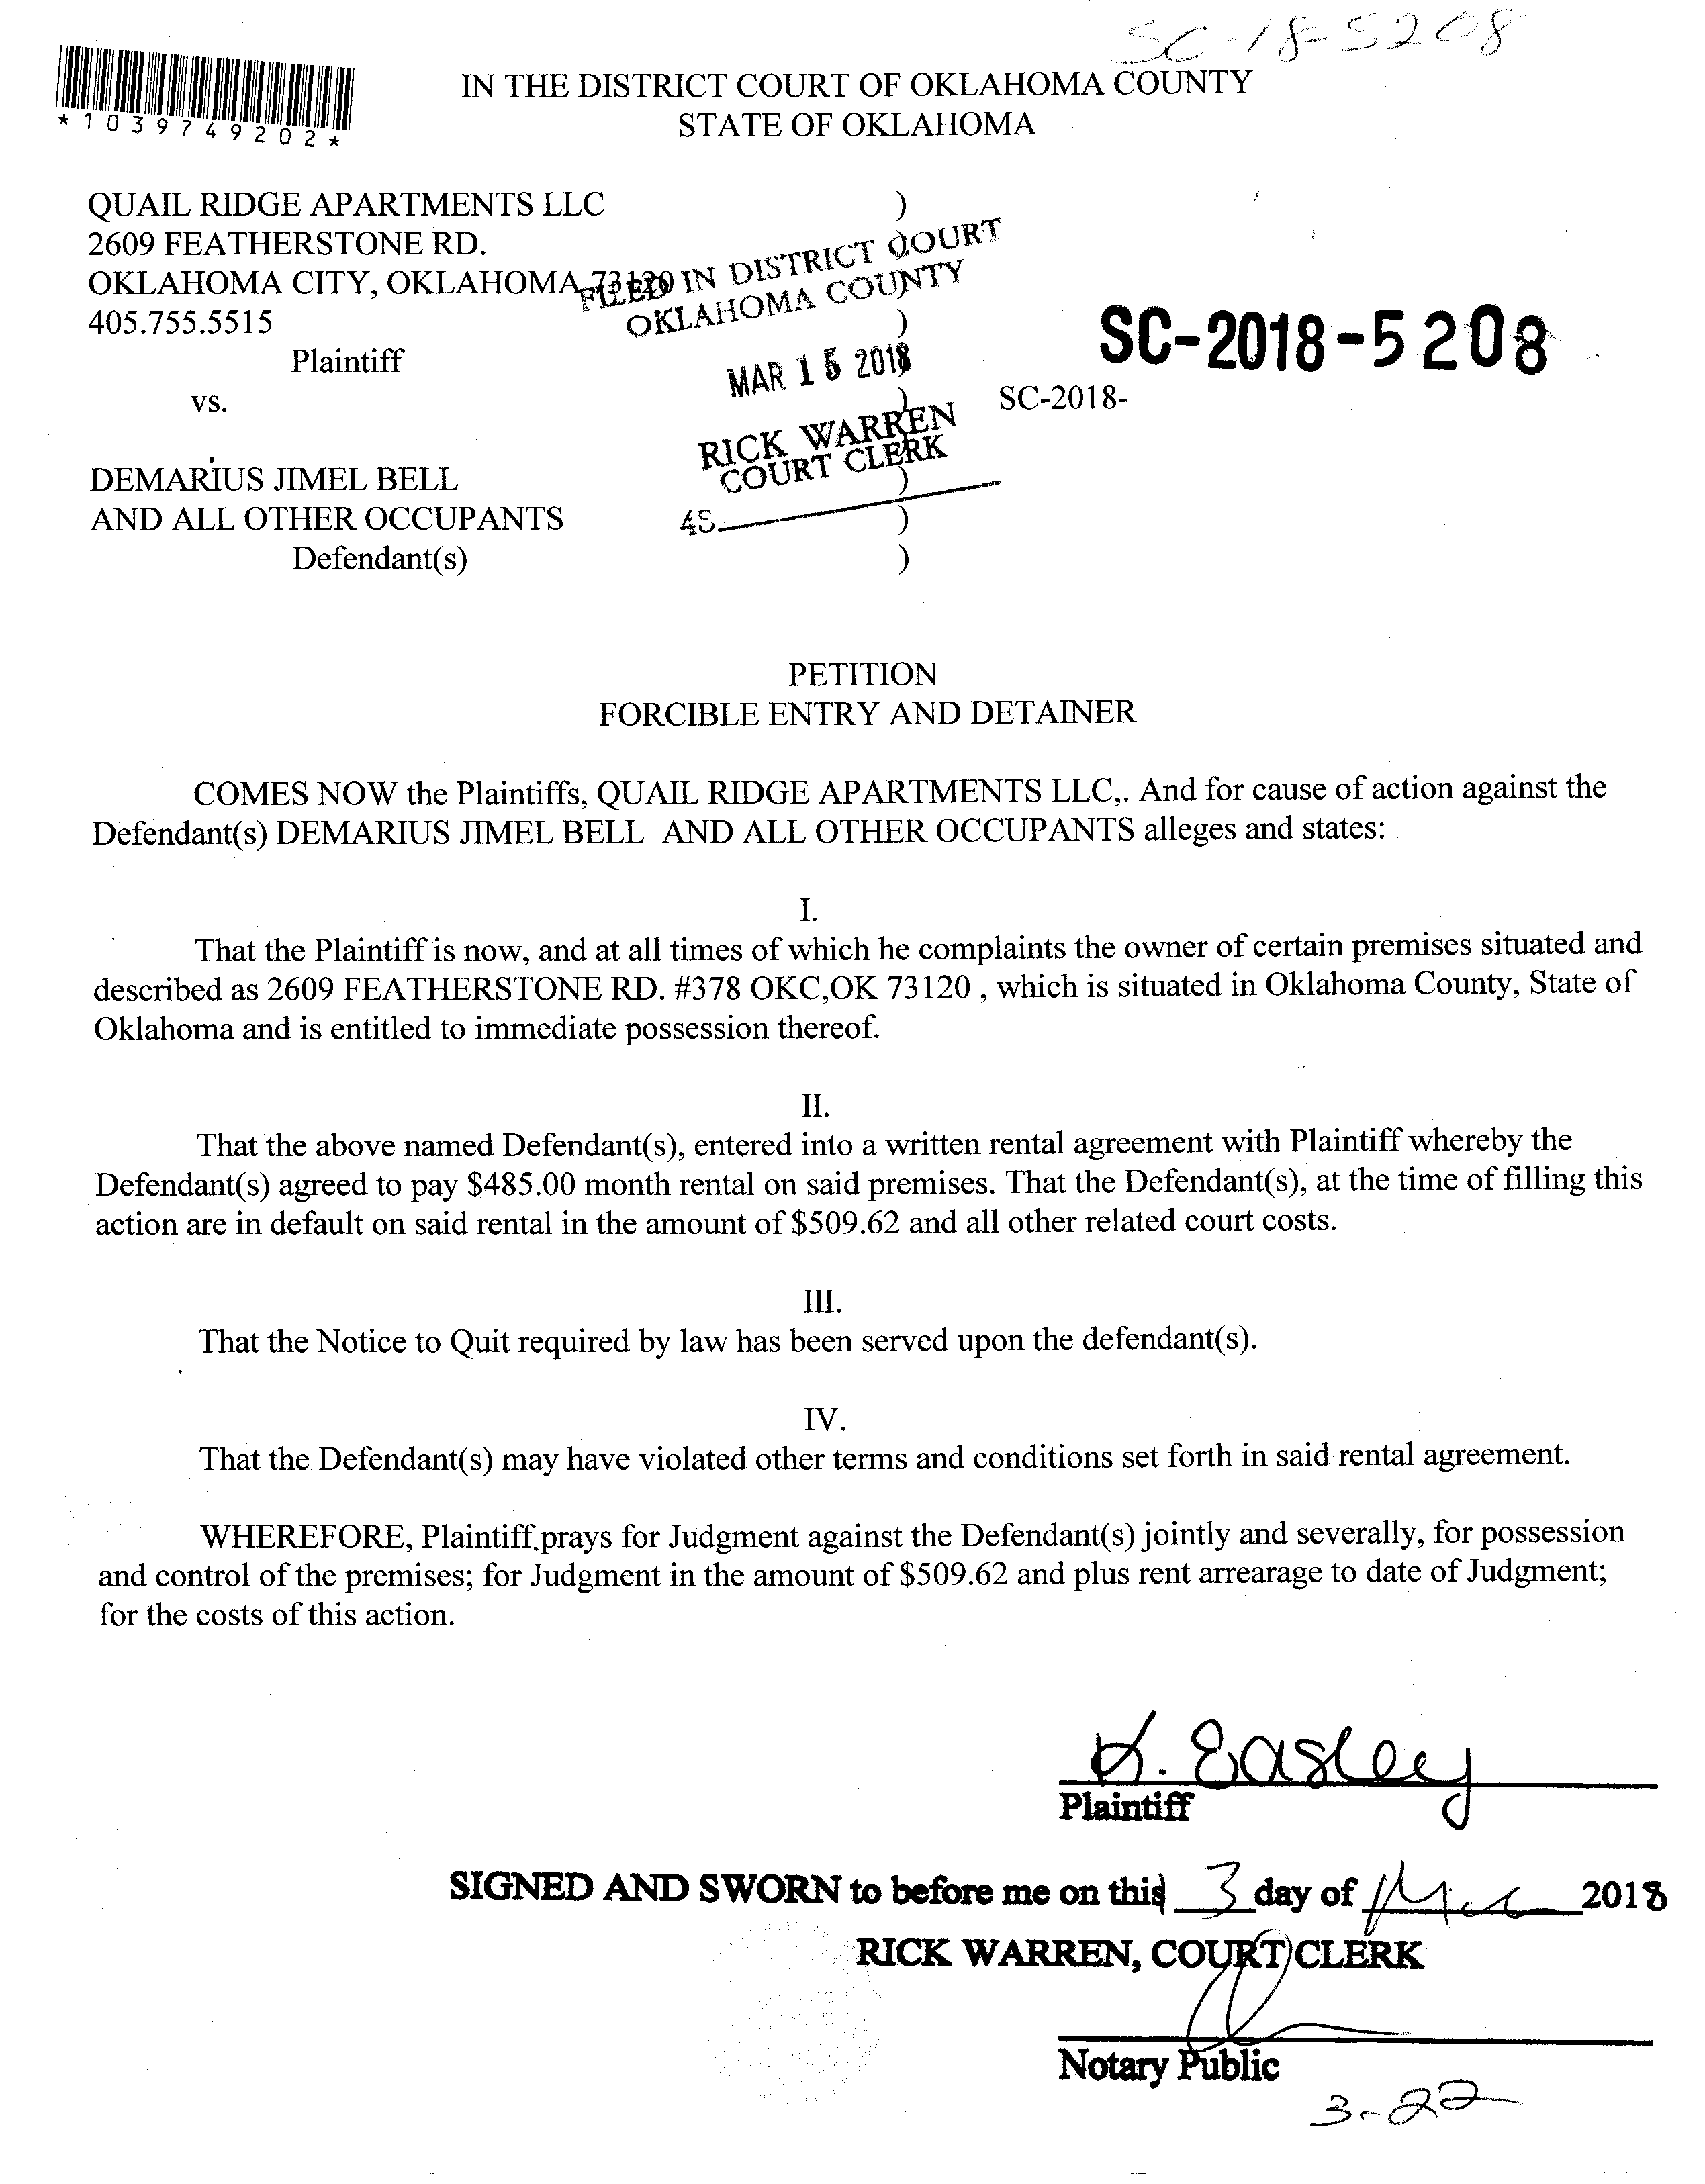 SC-18-5208
*1039749202*
IN THE DISTRICT COURT OF OKLAHOMA COUNTY
STATE OF OKLAHOMA
QUAIL RIDGE APARTMENTS LLC )
2609 FEATHERSTONE RD.
OKLAHOMA CITY, OKLAHOMA 73120
405.755.5515 )
Plaintiff
vs.
FILED IN DISTRICT COURT
OKLAHOMA COUNTY
MAR 15 2018
RICK WARREN
COURT CLERK
48
SC-2018-5208
SC-2018-
DEMARIUS JIMEL BELL )
AND ALL OTHER OCCUPANTS )
Defendant(s) )
PETITION
FORCIBLE ENTRY AND DETAINER
COMES NOW the Plaintiffs, QUAIL RIDGE APARTMENTS LLC,. And for cause of action against the
Defendant(s) DEMARIUS JIMEL BELL AND ALL OTHER OCCUPANTS alleges and states:
I.
That the Plaintiff is now, and at all times of which he complaints the owner of certain premises situated and
described as 2609 FEATHERSTONE RD. #378 OKC,OK 73120 , which is situated in Oklahoma County, State of
Oklahoma and is entitled to immediate possession thereof.
II.
That the above named Defendant(s), entered into a written rental agreement with Plaintiff whereby the
Defendant(s) agreed to pay $485.00 month rental on said premises. That the Defendant(s), at the time of filling this
action are in default on said rental in the amount of $509.62 and all other related court costs.
III.
That the Notice to Quit required by law has been served upon the defendant(s).
IV.
That the Defendant(s) may have violated other terms and conditions set forth in said rental agreement.
WHEREFORE, Plaintiff prays for Judgment against the Defendant(s) jointly and severally, for possession
and control of the premises; for Judgment in the amount of $509.62 and plus rent arrearage to date of Judgment;
for the costs of this action.
K. Easley
Plaintiff
SIGNED AND SWORN to before me on this 3 day of 2018
RICK WARREN, COURT CLERK
Notary Public
3-22